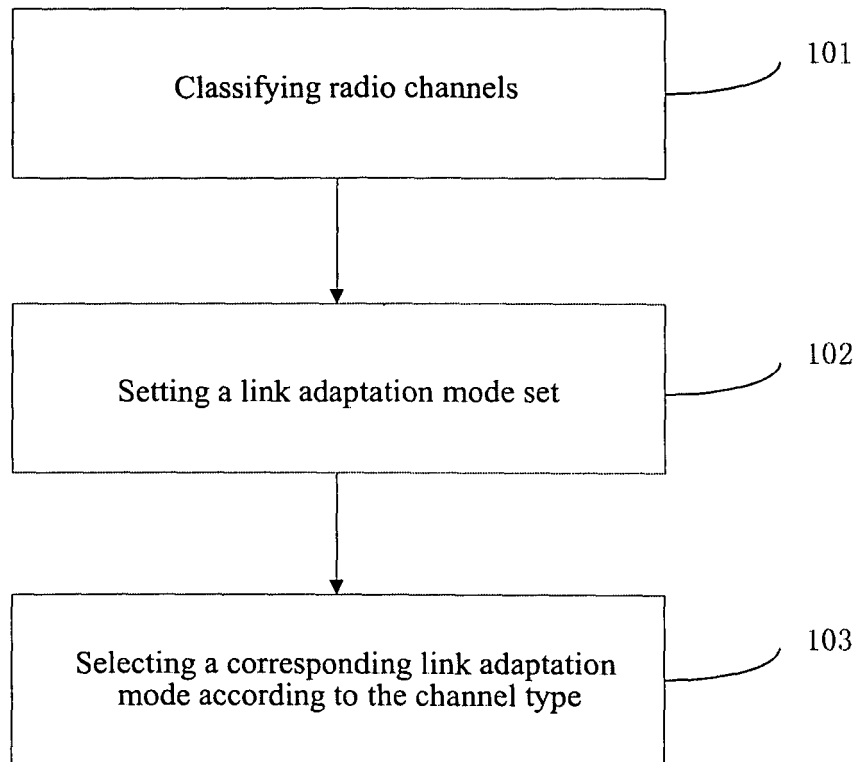 Classifying radio channels
101
Setting a link adaptation mode set
102
Selecting a corresponding link adaptation
mode according to the channel type
103